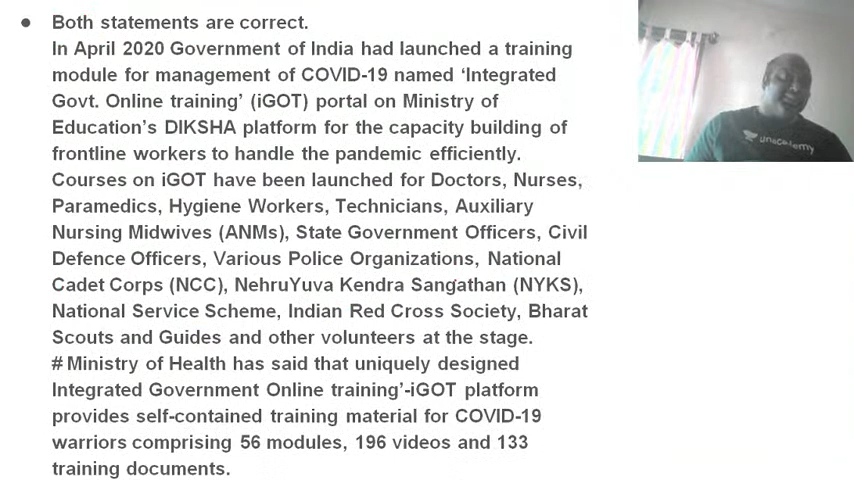 Both statements are correct.
In April 2020 Government of India had launched a training
module for management of COVID-19 named ‘Integrated
Govt. Online training’ (iGOT) portal on Ministry of
Education’s DIKSHA platform for the capacity building of
frontline workers to handle the pandemic efficiently.
Courses on iGOT have been launched for Doctors, Nurses,
Paramedics, Hygiene Workers, Technicians, Auxiliary
Nursing Midwives (ANMs), State Government Officers, Civil
Defence Officers, Various Police Organizations, National
Cadet Corps (NCC), NehruYuva Kendra Sangathan (NYKS),
National Service Scheme, Indian Red Cross Society, Bharat
Scouts and Guides and other volunteers at the stage.
# Ministry of Health has said that uniquely designed
Integrated Government Online training’-iGOT platform
provides self-contained training material for COVID-19
warriors comprising 56 modules, 196 videos and 133
training documents.
unacademy